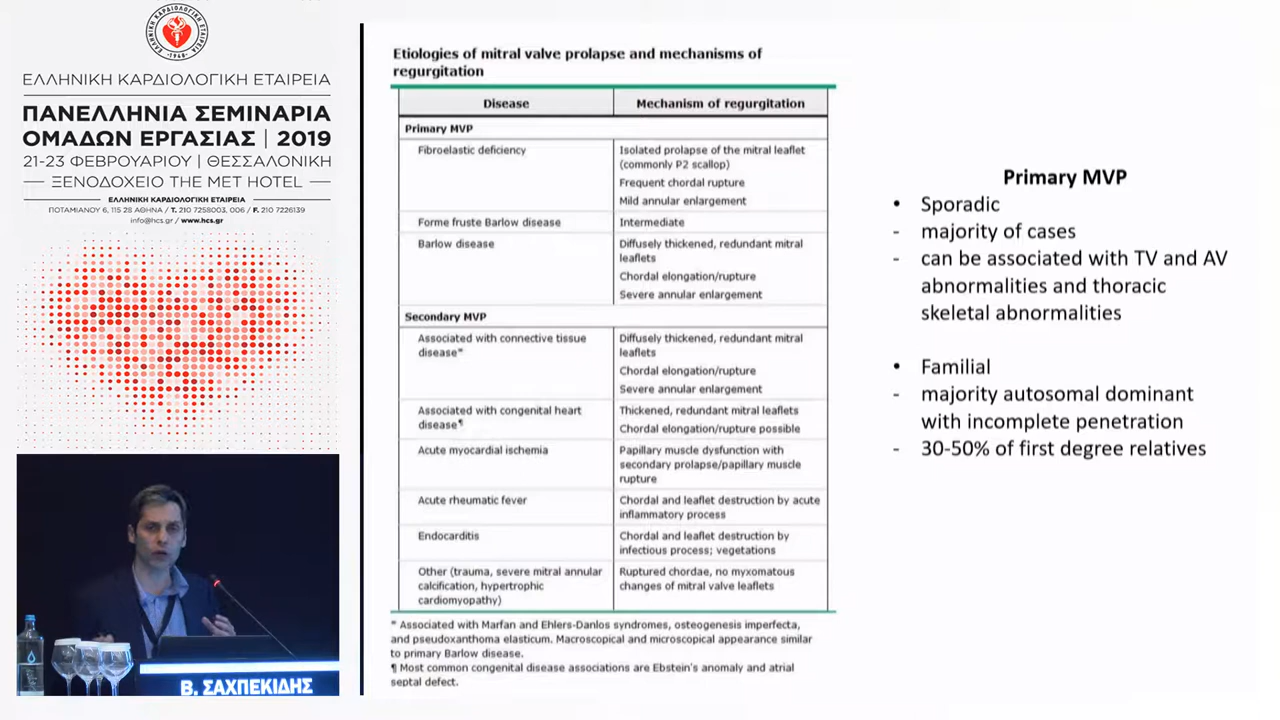 ΕΛΛΗΝΙΚΗ ΚΑΡΔΙΟΛΟΓΙΚΗ ΕΤΑΙΡΕΙΑ
• 1948 •
ΕΛΛΗΝΙΚΗ ΚΑΡΔΙΟΛΟΓΙΚΗ ΕΤΑΙΡΕΙΑ
ΠΑΝΕΛΛΗΝΙΑ ΣΕΜΙΝΑΡΙΑ
ΟΜΑΔΩΝ ΕΡΓΑΣΙΑΣ | 2019
21-23 ΦΕΒΡΟΥΑΡΙΟΥ | ΘΕΣΣΑΛΟΝΙΚΗ
ΞΕΝΟΔΟΧΕΙΟ THE MET HOTEL
ΕΛΛΗΝΙΚΗ ΚΑΡΔΙΟΛΟΓΙΚΗ ΕΤΑΙΡΕΙΑ
ΠΟΤΑΜΙΑΝΟΥ 6, 115 28 ΑΘΗΝΑ / T. 210 7258003, 006 / F. 210 7226139
info@hcs.gr / www.hcs.gr
Β. ΣΑΧΠΕΚΙΔΗΣ
Etiologies of mitral valve prolapse and mechanisms of
regurgitation
Disease
Mechanism of regurgitation
Primary MVP
Fibroelastic deficiency
Isolated prolapse of the mitral leaflet
(commonly P2 scallop)
Frequent chordal rupture
Mild annular enlargement
Forme fruste Barlow disease
Intermediate
Barlow disease
Diffusely thickened, redundant mitral
leaflets
Chordal elongation/rupture
Severe annular enlargement
Secondary MVP
Associated with connective tissue
disease*
Diffusely thickened, redundant mitral
leaflets
Chordal elongation/rupture
Severe annular enlargement
Associated with congenital heart
disease¶
Thickened, redundant mitral leaflets
Chordal elongation/rupture possible
Acute myocardial ischemia
Papillary muscle dysfunction with
secondary prolapse/papillary muscle
rupture
Acute rheumatic fever
Chordal and leaflet destruction by acute
inflammatory process
Endocarditis
Chordal and leaflet destruction by
infectious process; vegetations
Other (trauma, severe mitral annular
calcification, hypertrophic
cardiomyopathy)
Ruptured chordae, no myxomatous
changes of mitral valve leaflets
* Associated with Marfan and Ehlers-Danlos syndromes, osteogenesis imperfecta,
and pseudoxanthoma elasticum. Macroscopical and microscopical appearance similar
to primary Barlow disease.
¶ Most common congenital disease associations are Ebstein's anomaly and atrial
septal defect.
Primary MVP
• Sporadic
- majority of cases
- can be associated with TV and AV
abnormalities and thoracic
skeletal abnormalities
• Familial
- majority autosomal dominant
with incomplete penetration
- 30-50% of first degree relatives